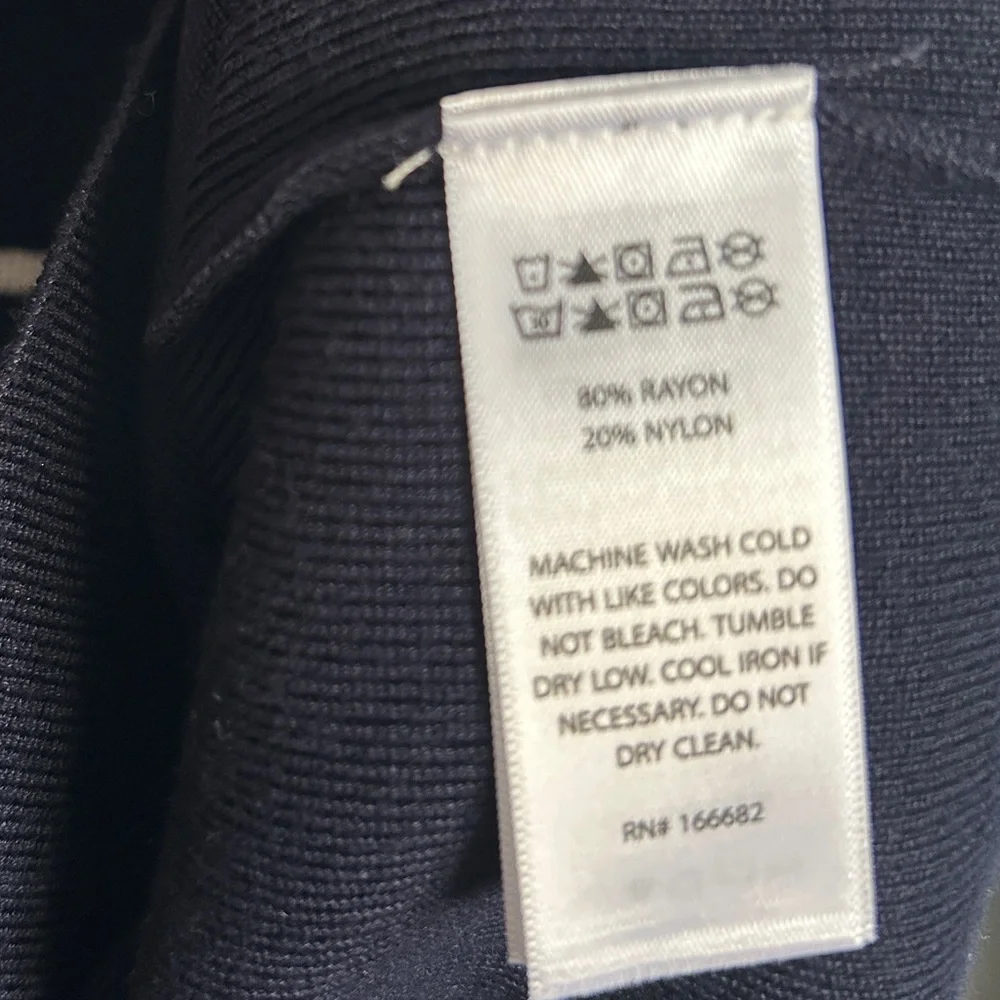 30
80% RAYON
20% NYLON
MACHINE WASH COLD
WITH LIKE COLORS. DO
NOT BLEACH. TUMBLE
DRY LOW. COOL IRON IF
NECESSARY. DO NOT
DRY CLEAN.
RN# 166682